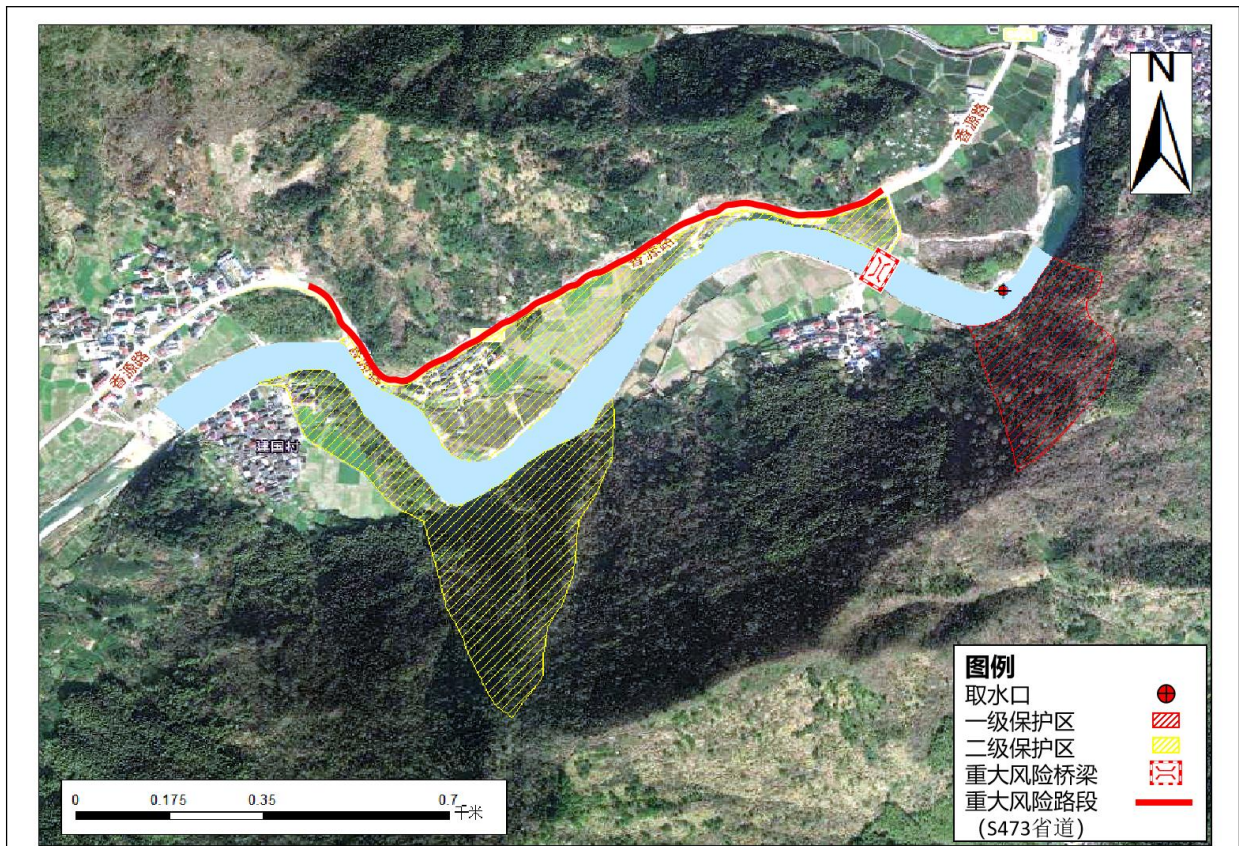 N
香源路
香源路
香源路
香源路
建国村
图例
取水口
一级保护区
二级保护区
重大风险桥梁
重大风险路段
(S473省道)
0 0.175 0.35 0.7
千米